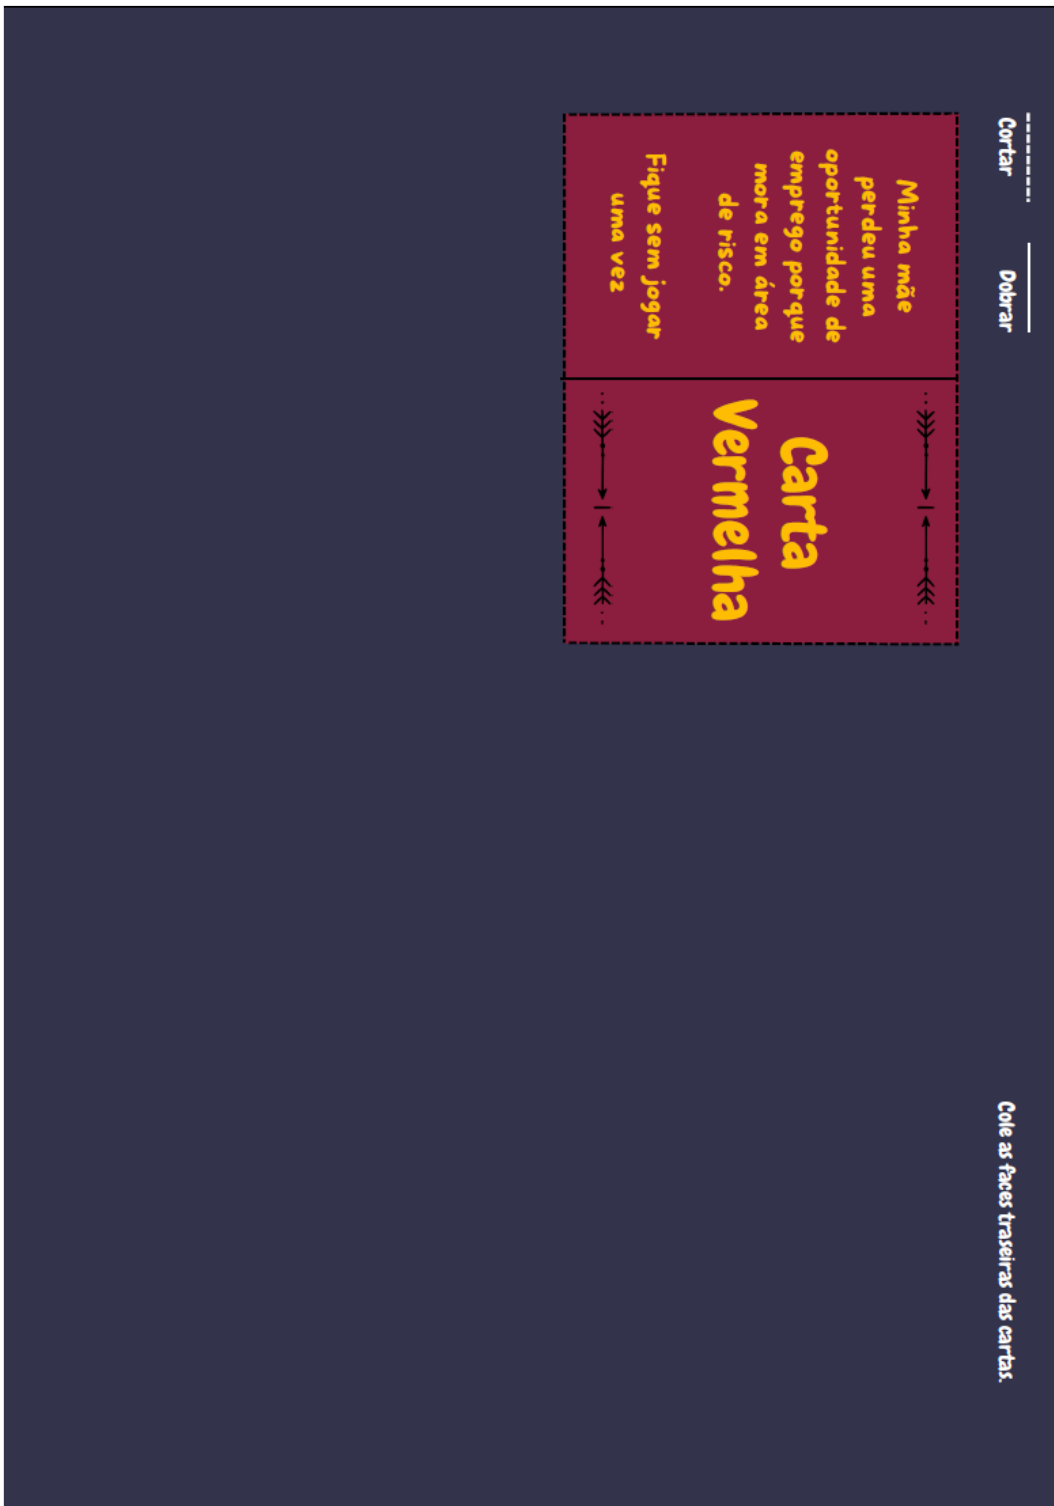 Cortar
Dobrar
Cole as faces traseiras das cartas.
Minha mãe
perdeu uma
oportunidade de
emprego porque
mora em área
de risco.
Fique sem jogar
uma vez
Carta
Vermelha